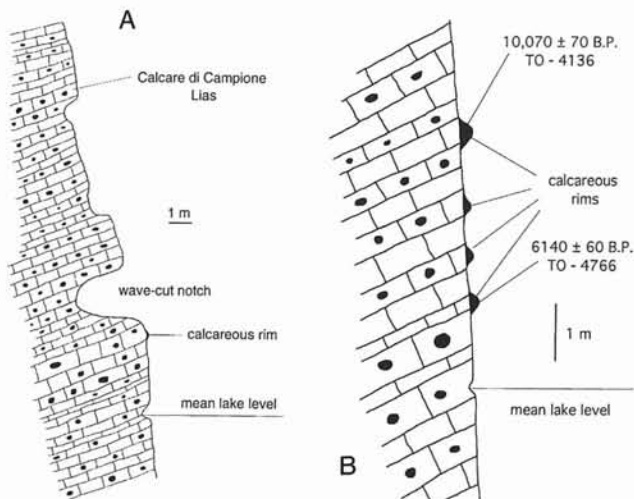 A
Calcare di Campione
Lias
1 m
wave-cut notch
calcareous rim
mean lake level
10,070 ± 70 B.P.
TO - 4136
calcareous
rims
6140 ± 60 B.P.
TO - 4766
1 m
mean lake level
B